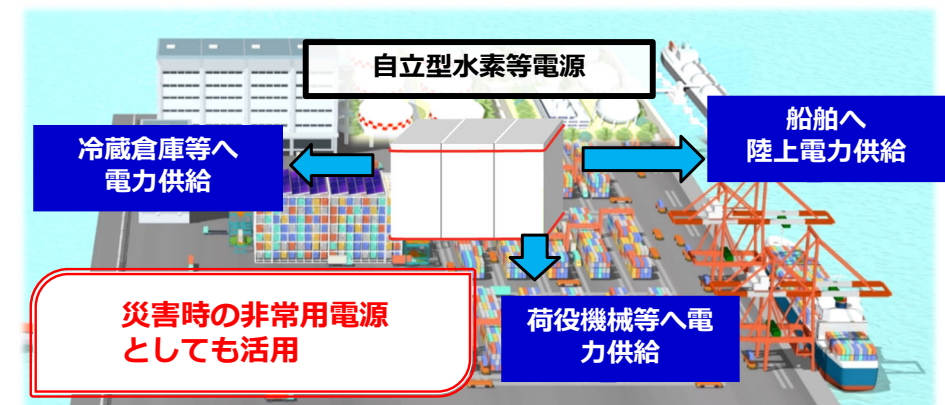 自立型水素等電源
冷蔵倉庫等へ
電力供給
船舶へ
陸上電力供給
災害時の非常用電源
としても活用
荷役機械等へ電
力供給